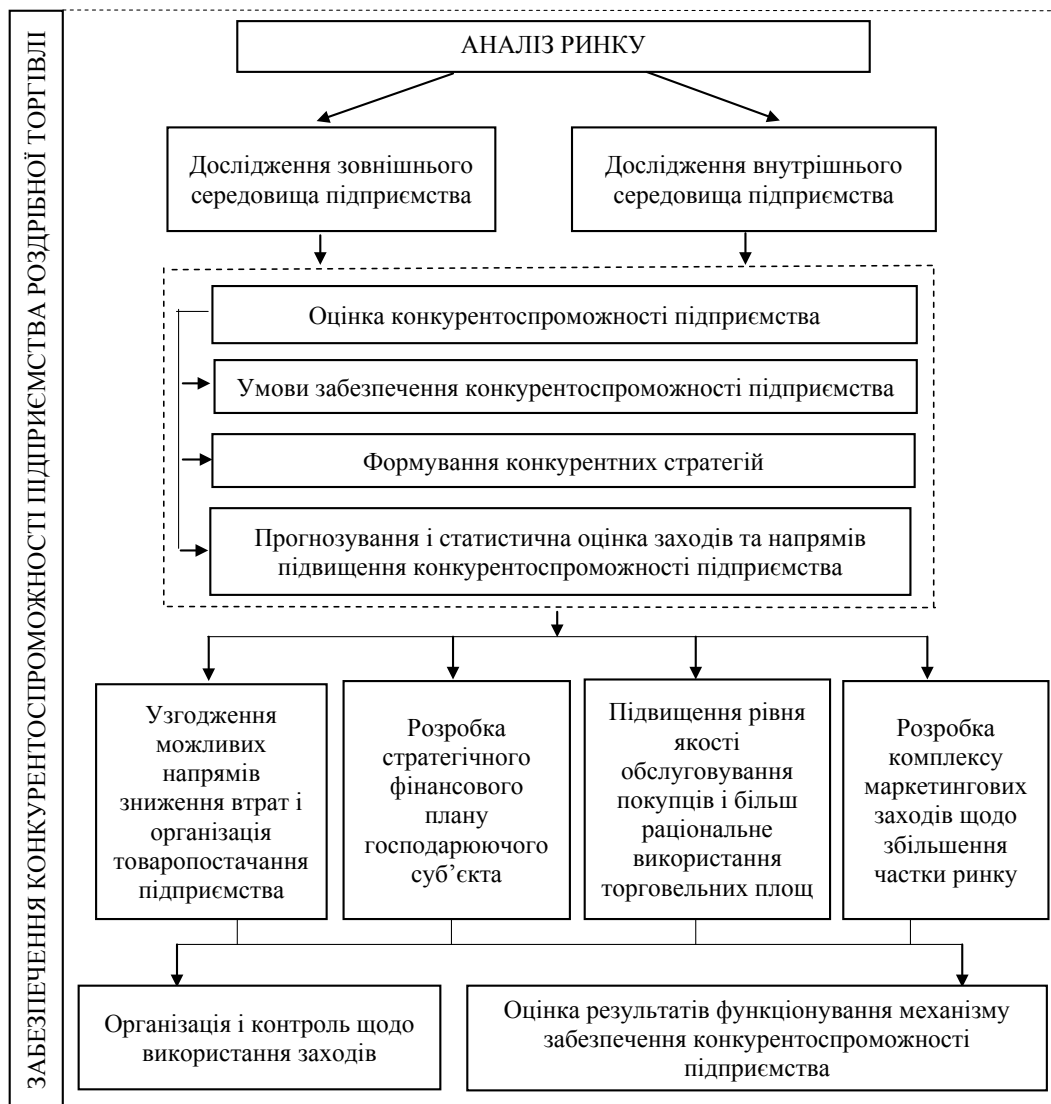 ЗАБЕЗПЕЧЕННЯ КОНКУРЕНТОСПРОМОЖНОСТІ ПІДПРИЄМСТВА РОЗДРІБНОЇ ТОРГІВЛІ
АНАЛІЗ РИНКУ
Дослідження зовнішнього
середовища підприємства
Дослідження внутрішнього
середовища підприємства
Оцінка конкурентоспроможності підприємства
Умови забезпечення конкурентоспроможності підприємства
Формування конкурентних стратегій
Прогнозування і статистична оцінка заходів та напрямів
підвищення конкурентоспроможності підприємства
Узгодження
можливих
напрямів
зниження втрат і
організація
товаропостачання
підприємства
Розробка
стратегічного
фінансового
плану
господарюючого
суб’єкта
Підвищення рівня
якості
обслуговування
покупців і більш
раціональне
використання
торговельних площ
Розробка
комплексу
маркетингових
заходів щодо
збільшення
частки ринку
Організація і контроль щодо
використання заходів
Оцінка результатів функціонування механізму
забезпечення конкурентоспроможності
підприємства